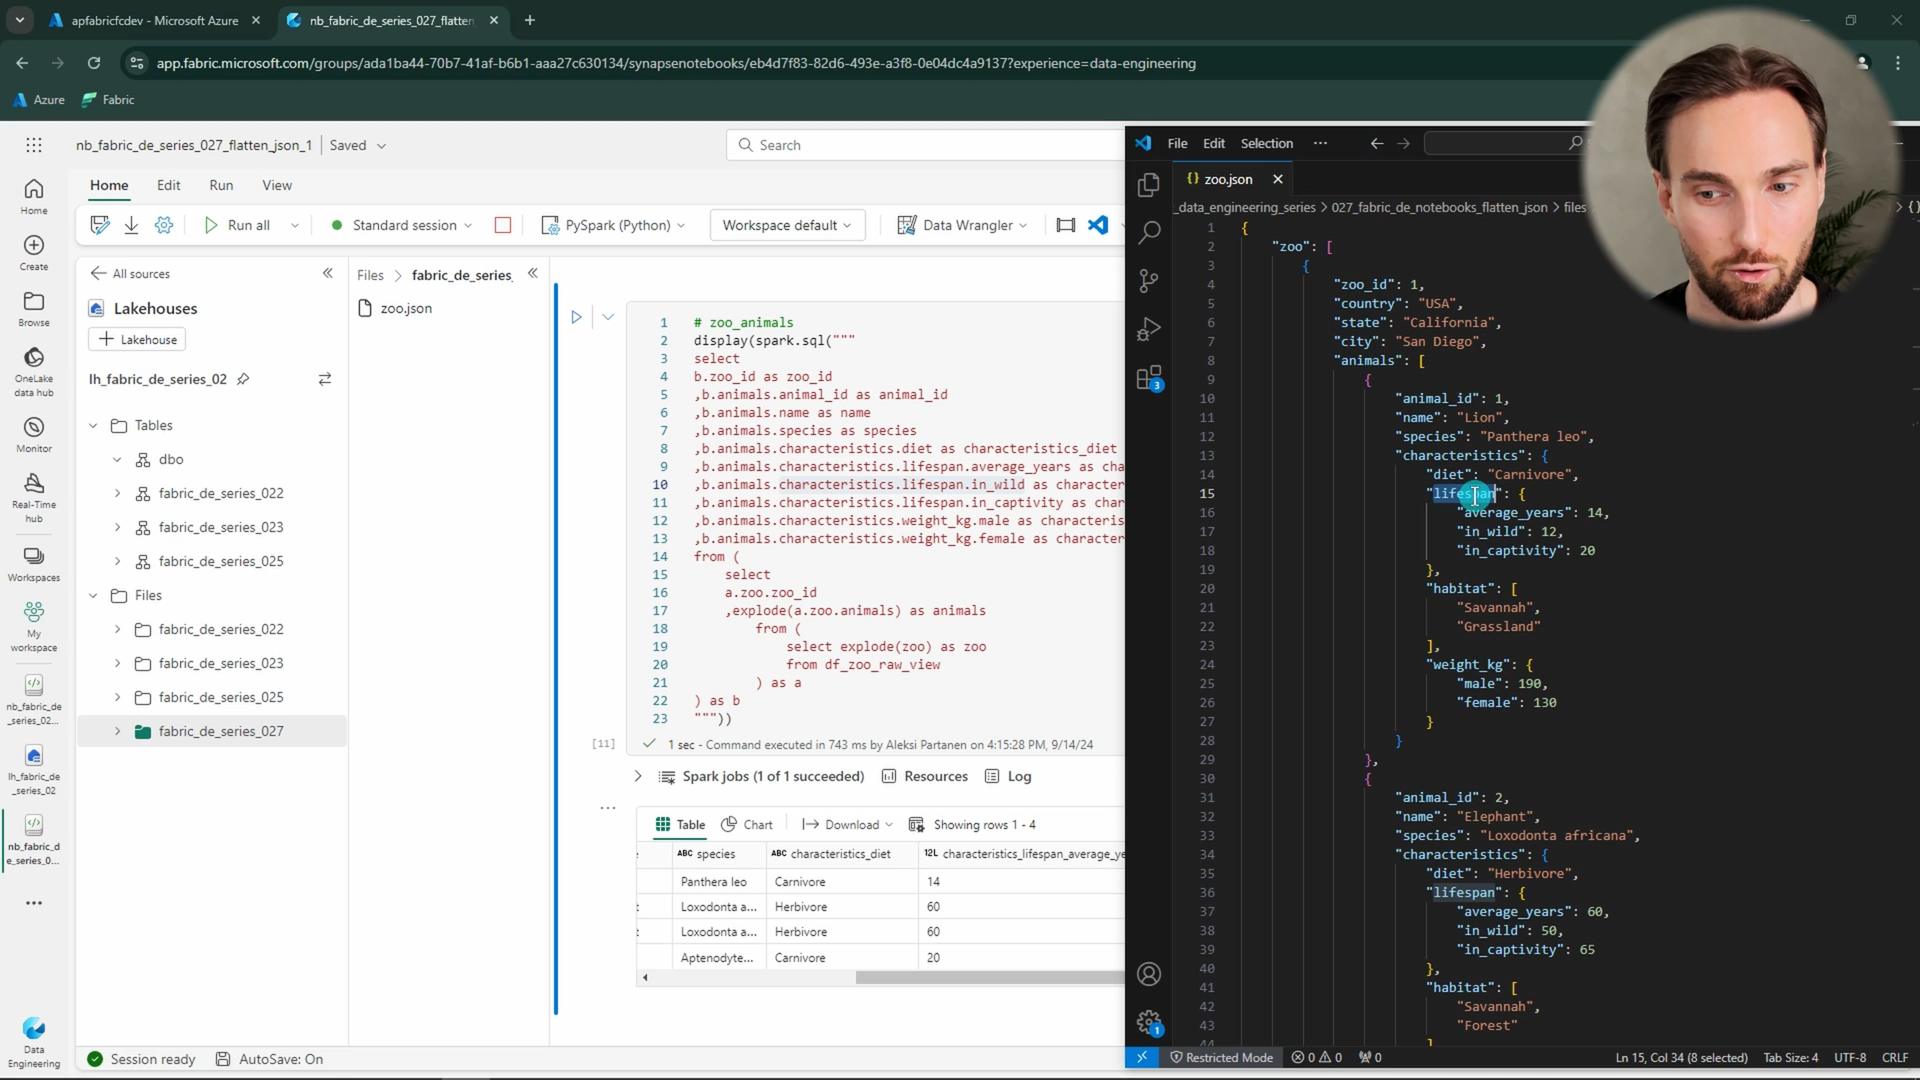 apfabricfcdev - Microsoft Azure
nb_fabric_de_series_027_flatten
app.fabric.microsoft.com/groups/ada1ba44-70b7-41af-b6b1-aaa27c630134/synapsenotebooks/eb4d7f83-82d6-493e-a3f8-0e04dc4a9137?experience=data-engineering
Azure
Fabric
nb_fabric_de_series_027_flatten_json_1
Saved
Search
Home
Edit
Run
View
Run all
Standard session
PySpark (Python)
Workspace default
Data Wrangler
Home
Create
Browse
OneLake
data hub
Monitor
Real-Time
hub
Workspaces
My
workspace
nb_fabric_de
_series_02...
lh_fabric_de
_series_02
nb_fabric_d
e_series_0...
Data
Engineering
All sources
Lakehouses
Lakehouse
lh_fabric_de_series_02
Tables
dbo
fabric_de_series_022
fabric_de_series_023
fabric_de_series_025
Files
fabric_de_series_022
fabric_de_series_023
fabric_de_series_025
fabric_de_series_027
Files > fabric_de_series_
zoo.json
1 # zoo_animals
2 display(spark.sql("""
3 select
4 b.zoo_id as zoo_id
5 ,b.animals.animal_id as animal_id
6 ,b.animals.name as name
7 ,b.animals.species as species
8 ,b.animals.characteristics.diet as characteristics_diet
9 ,b.animals.characteristics.lifespan.average_years as cha
10 ,b.animals.characteristics.lifespan.in_wild as character
11 ,b.animals.characteristics.lifespan.in_captivity as char
12 ,b.animals.characteristics.weight_kg.male as characteris
13 ,b.animals.characteristics.weight_kg.female as character
14 from (
15 select
16 a.zoo.zoo_id
17 ,explode(a.zoo.animals) as animals
18 from (
19 select explode(zoo) as zoo
20 from df_zoo_raw_view
21 ) as a
22 ) as b
23 """))
[11] 1 sec - Command executed in 743 ms by Aleksi Partanen on 4:15:28 PM, 9/14/24
Spark jobs (1 of 1 succeeded) Resources Log
Table Chart Download Showing rows 1 - 4
ABC species ABC characteristics_diet 12L characteristics_lifespan_average_ye
Panthera leo Carnivore 14
Loxodonta a... Herbivore 60
Loxodonta a... Herbivore 60
Aptenodyte... Carnivore 20
Session ready AutoSave: On
File Edit Selection ...
{} zoo.json
_data_engineering_series > 027_fabric_de_notebooks_flatten_json > files > {}
1 {
2 "zoo": [
3 {
4 "zoo_id": 1,
5 "country": "USA",
6 "state": "California",
7 "city": "San Diego",
8 "animals": [
9 {
10 "animal_id": 1,
11 "name": "Lion",
12 "species": "Panthera leo",
13 "characteristics": {
14 "diet": "Carnivore",
15 "lifespan": {
16 "average_years": 14,
17 "in_wild": 12,
18 "in_captivity": 20
19 },
20 "habitat": [
21 "Savannah",
22 "Grassland"
23 ],
24 "weight_kg": {
25 "male": 190,
26 "female": 130
27 }
28 }
29 },
30 {
31 "animal_id": 2,
32 "name": "Elephant",
33 "species": "Loxodonta africana",
34 "characteristics": {
35 "diet": "Herbivore",
36 "lifespan": {
37 "average_years": 60,
38 "in_wild": 50,
39 "in_captivity": 65
40 },
41 "habitat": [
42 "Savannah",
43 "Forest"
44 ]
3
1
Restricted Mode 0 0 0 Ln 15, Col 34 (8 selected) Tab Size: 4 UTF-8 CRLF